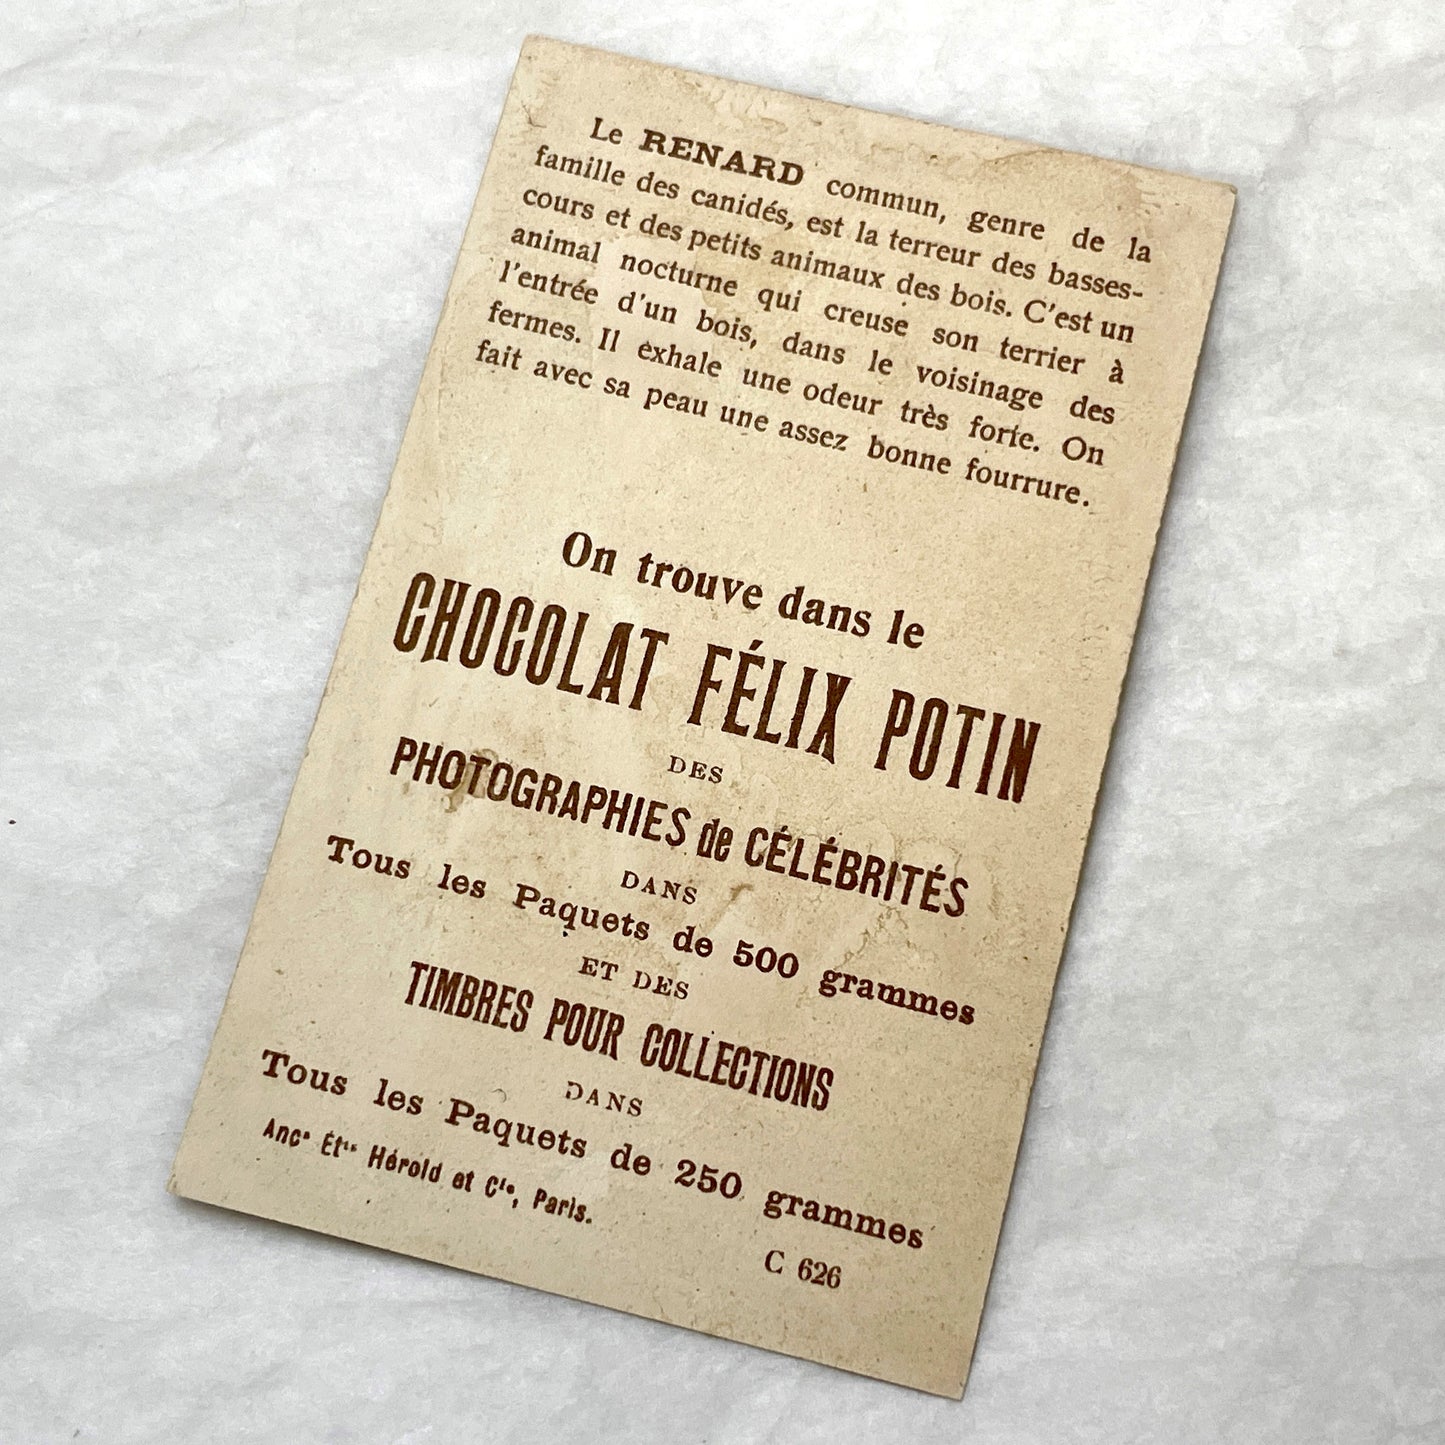 Le RENARD commun, genre de la
famille des canidés, est la terreur des basses-
cours et des petits animaux des bois. C'est un
animal nocturne qui creuse son terrier à
l'entrée d'un bois, dans le voisinage des
fermes. Il exhale une odeur très forte. On
fait avec sa peau une assez bonne fourrure.
On trouve dans le
CHOCOLAT FÉLIX POTIN
DES
PHOTOGRAPHIES de CÉLÉBRITÉS
DANS
Tous les Paquets de 500 grammes
ET DES
TIMBRES POUR COLLECTIONS
DANS
Tous les Paquets de 250 grammes
Ancs Etts Hérold et Cie, Paris.
C 626